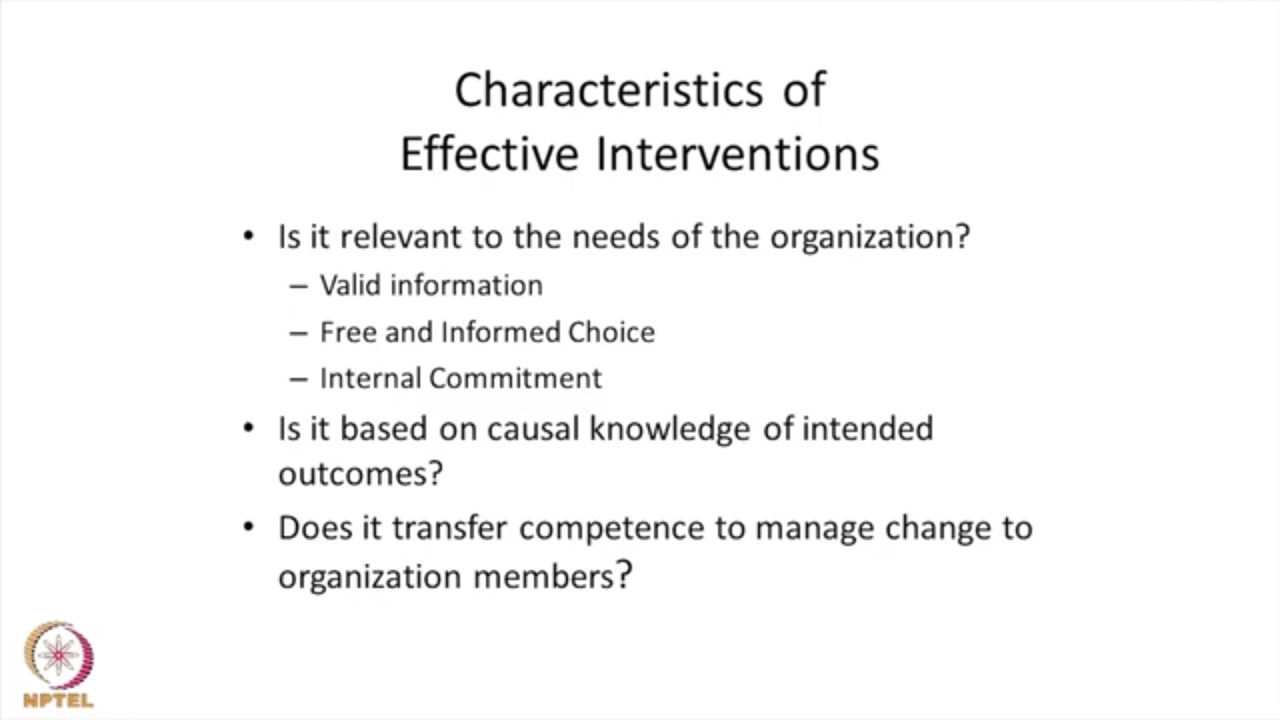 Characteristics of
Effective Interventions
• Is it relevant to the needs of the organization?
– Valid information
– Free and Informed Choice
– Internal Commitment
• Is it based on causal knowledge of intended
outcomes?
• Does it transfer competence to manage change to
organization members?
NPTEL